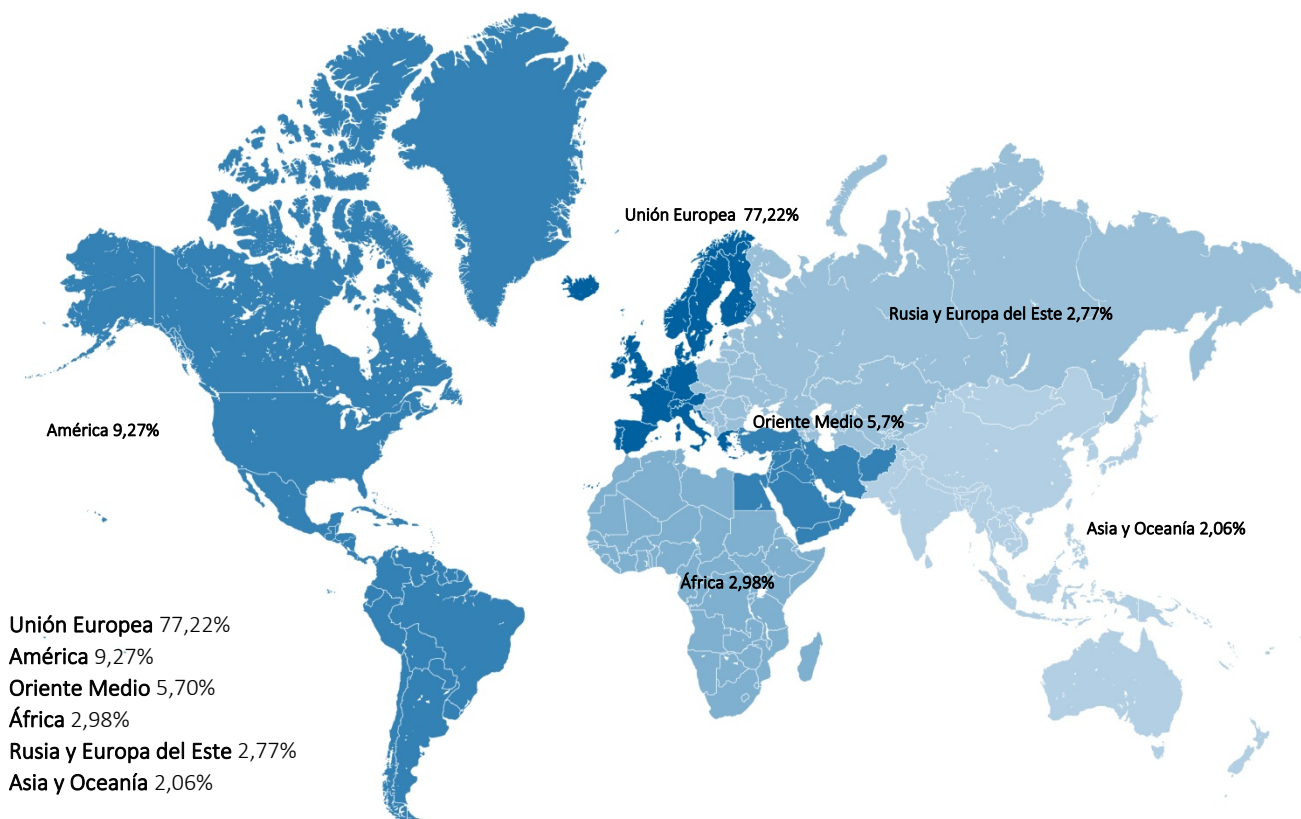 Unión Europea 77,22%
Rusia y Europa del Este 2,77%
América 9,27%
Oriente Medio 5,7%
Asia y Oceanía 2,06%
África 2,98%
Unión Europea 77,22%
América 9,27%
Oriente Medio 5,70%
África 2,98%
Rusia y Europa del Este 2,77%
Asia y Oceanía 2,06%